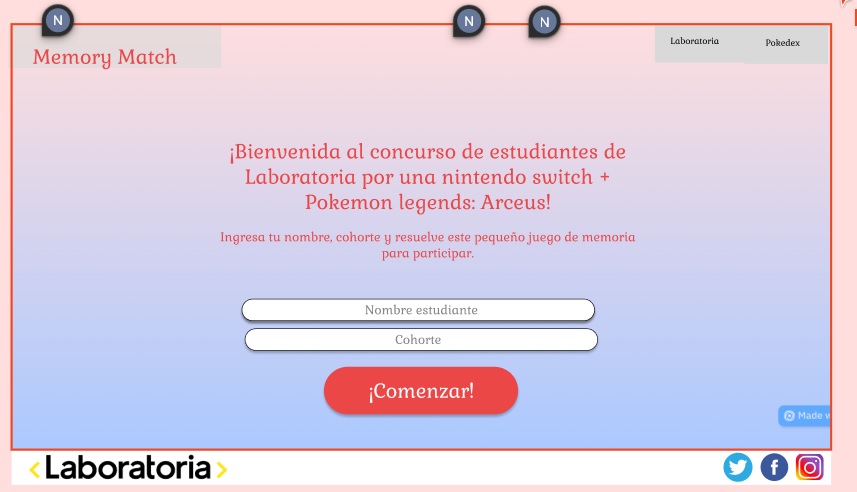 N
N
N
Memory Match
Laboratoria
Pokedex
¡Bienvenida al concurso de estudiantes de
Laboratoria por una nintendo switch +
Pokemon legends: Arceus!
Ingresa tu nombre, cohorte y resuelve este pequeño juego de memoria
para participar.
Nombre estudiante
Cohorte
¡Comenzar!
Made w
<Laboratoria>